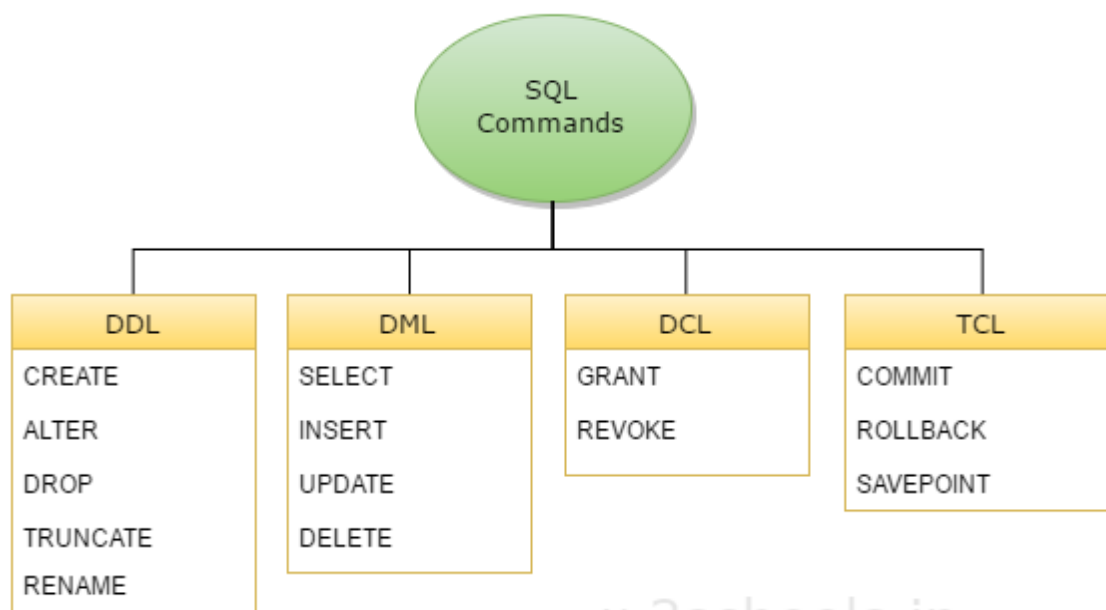 SQL
Commands
DDL
CREATE
ALTER
DROP
TRUNCATE
RENAME
DML
SELECT
INSERT
UPDATE
DELETE
DCL
GRANT
REVOKE
TCL
COMMIT
ROLLBACK
SAVEPOINT